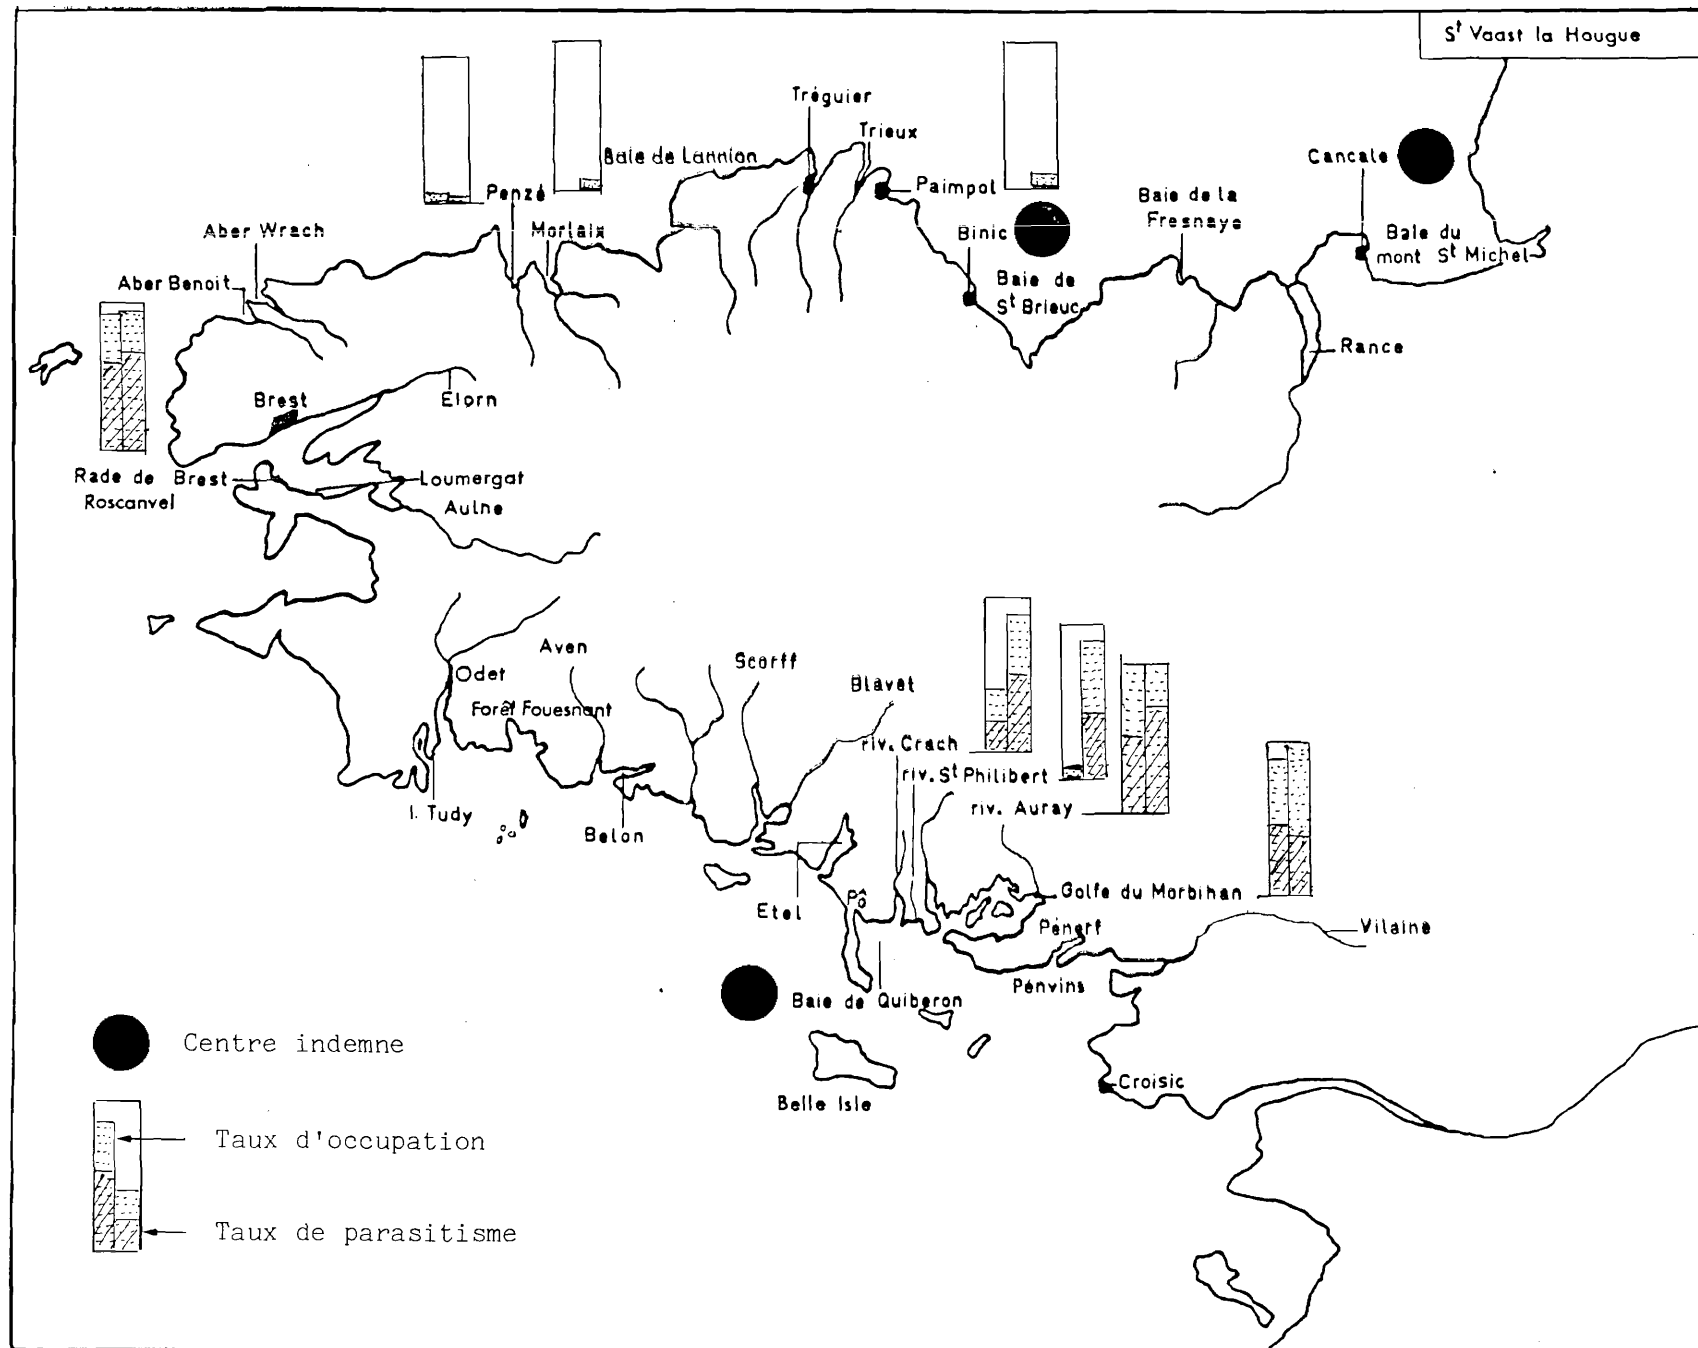 St Vaast la Hougue
Tréguier
Trieux
Baie de Lannion
Cancale
Penzé
Paimpol
Baie de la
Fresnaye
Aber Wrach
Morlaix
Binic
Baie du
mont St Michel
Aber Benoit
Baie de
St Brieuc
Rance
Brest
Elorn
Rade de Brest
Roscanvel
Loumergat
Aulne
Aven
Scorff
Odet
Blavet
Forêt Fouesnant
riv. Crach
riv. St Philibert
riv. Auray
I. Tudy
Belon
Etel
Pô
Golfe du Morbihan
Pénerf
Vilaine
Pénvins
Baie de Quiberon
Centre indemne
Croisic
Belle Isle
Taux d'occupation
Taux de parasitisme